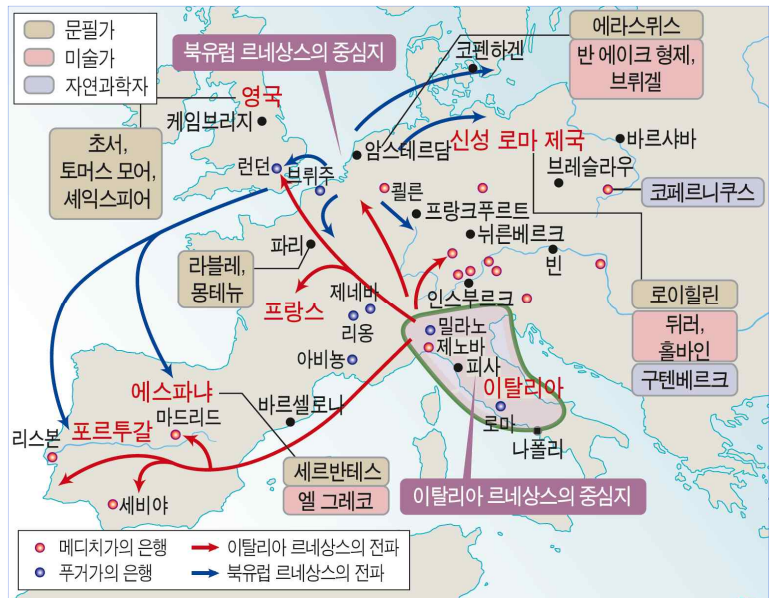 문필가
미술가
자연과학자
북유럽 르네상스의 중심지
에라스뮈스
반 에이크 형제,
브뤼겔
코펜하겐
영국
케임브리지
초서,
토머스 모어,
셰익스피어
런던
브뤼주
암스테르담
신성 로마 제국
바르샤바
브레슬라우
코페르니쿠스
쾰른
프랑크푸르트
뉘른베르크
빈
파리
라블레,
몽테뉴
프랑스
제네바
리옹
아비뇽
인스부르크
로이힐린
뒤러,
홀바인
구텐베르크
밀라노
제노바
피사
이탈리아
로마
나폴리
에스파냐
마드리드
바르셀로나
포르투갈
리스본
세비야
세르반테스
엘 그레코
이탈리아 르네상스의 중심지
메디치가의 은행
이탈리아 르네상스의 전파
푸거가의 은행
북유럽 르네상스의 전파